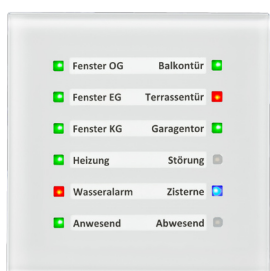 Fenster OG Balkontür
Fenster EG Terrassentür
Fenster KG Garagentor
Heizung Störung
Wasseralarm Zisterne
Anwesend Abwesend